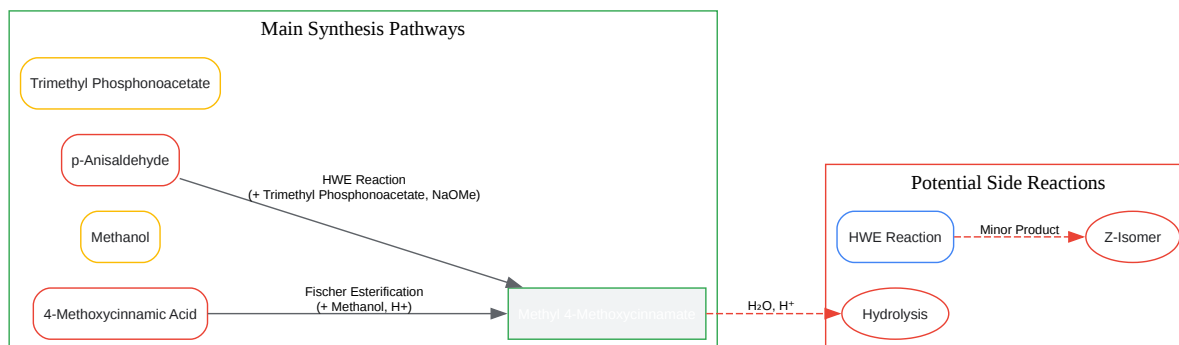 Main Synthesis Pathways
Trimethyl Phosphonoacetate
p-Anisaldehyde
HWE Reaction
(+ Trimethyl Phosphonoacetate, NaOMe)
Methanol
4-Methoxycinnamic Acid
Fischer Esterification
(+ Methanol, H+)
Methyl 4-Methoxycinnamate
H₂O, H⁺
Potential Side Reactions
HWE Reaction
Minor Product
Z-Isomer
Hydrolysis